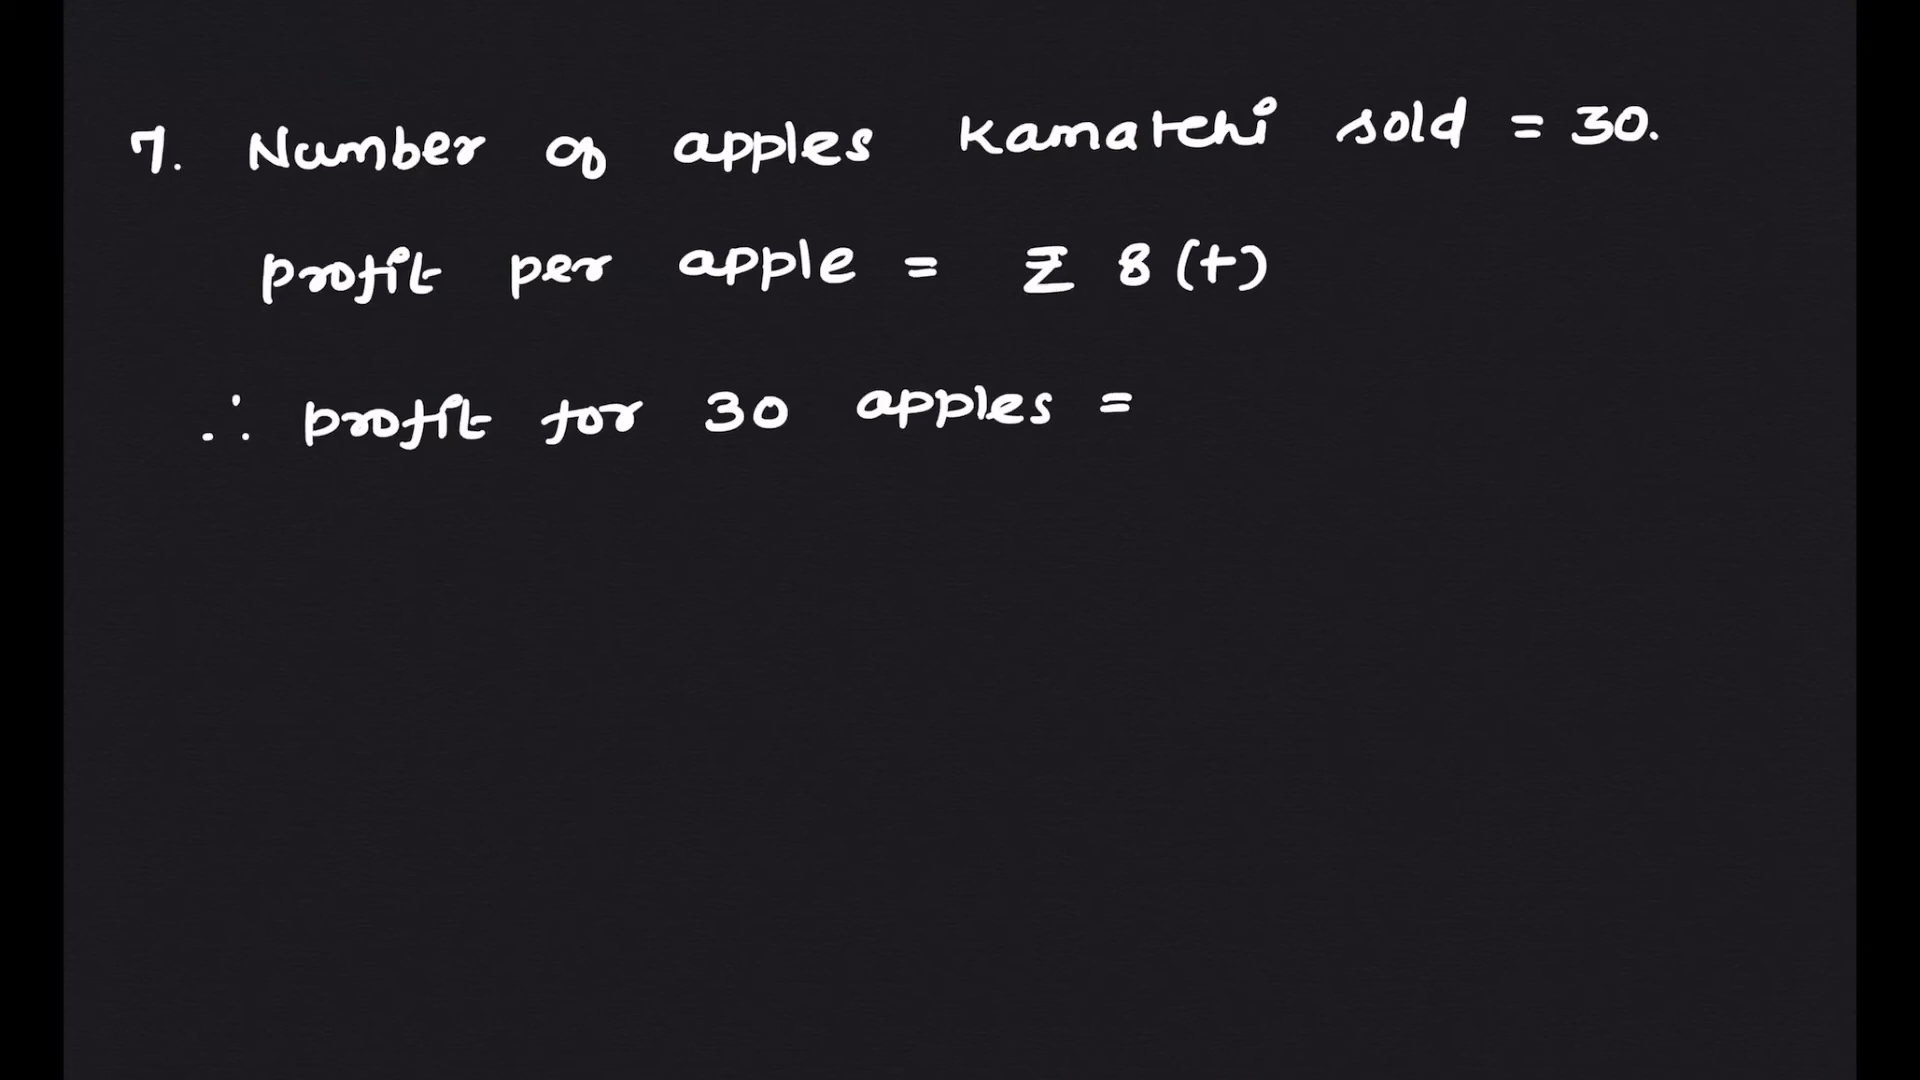 7. Number of apples Kamatchi sold = 30.
profit per apple = ₹ 8 (+)
∴ profit for 30 apples =